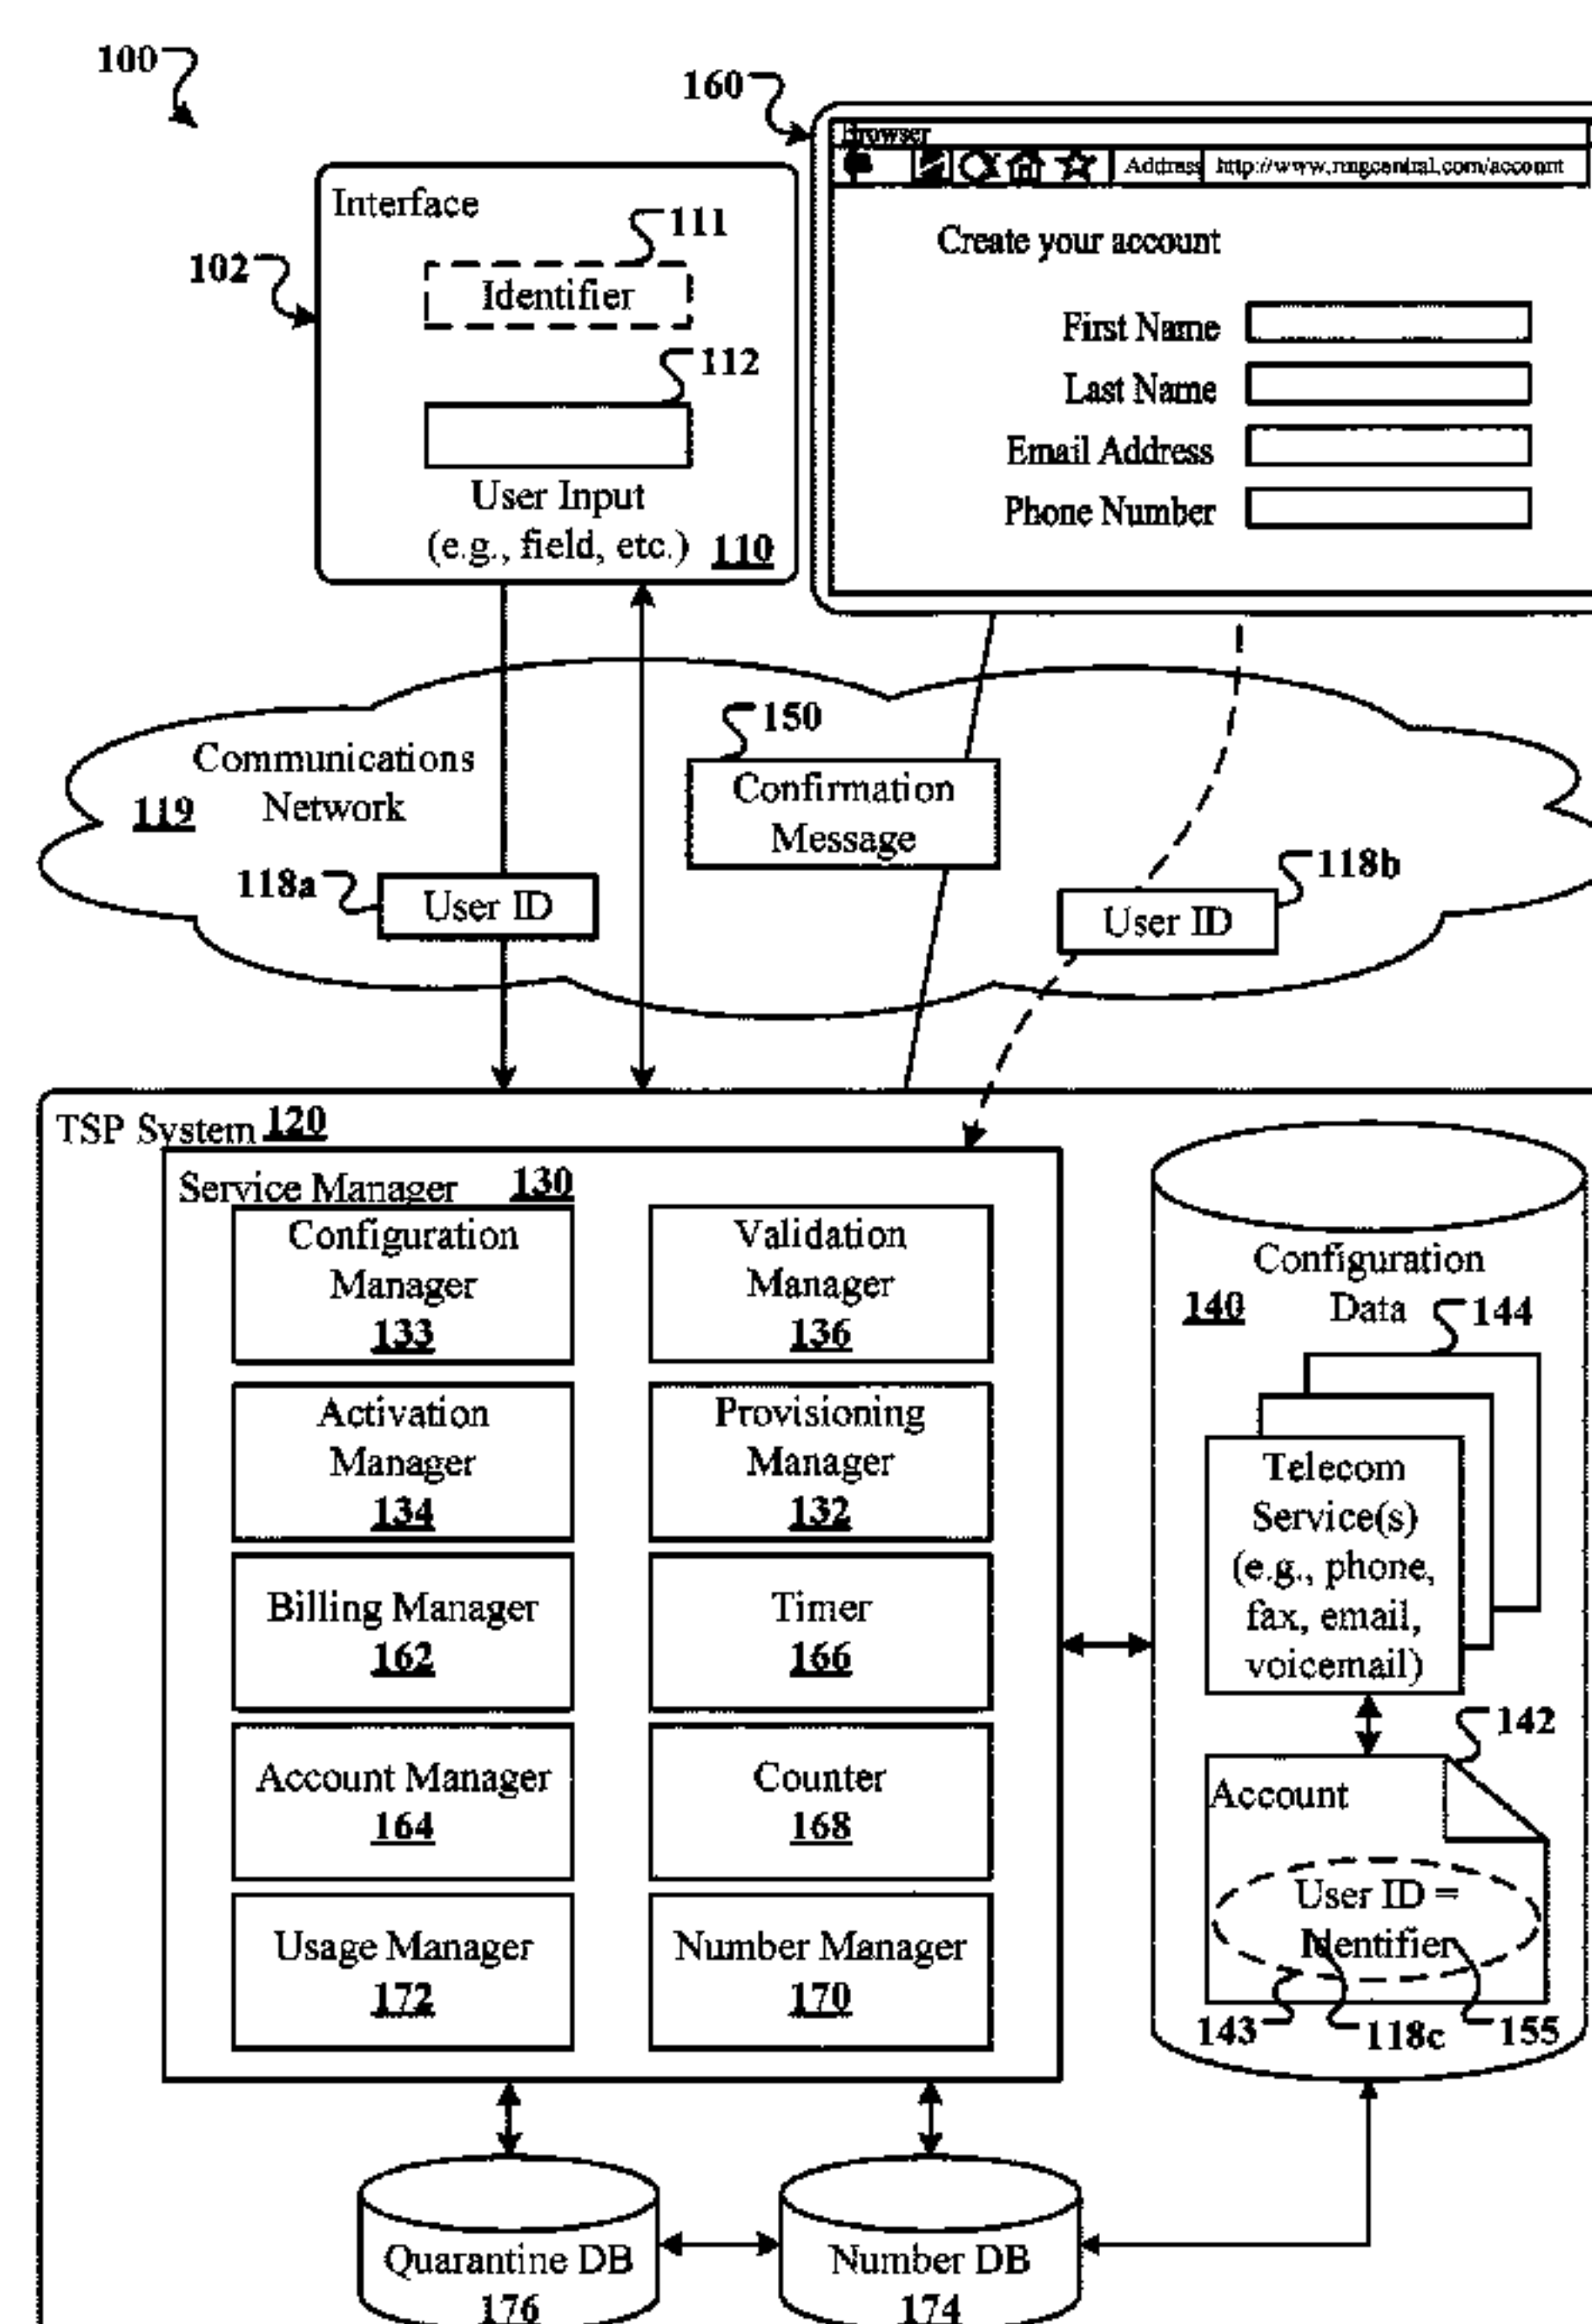 100
160
Browser
Address http://www.ringcentral.com/account
Interface
111
Create your account
102
Identifier
First Name
112
Last Name
Email Address
User Input
(e.g., field, etc.) 110
Phone Number
150
Communications
Network
119
Confirmation
Message
118a
User ID
118b
User ID
TSP System 120
Service Manager 130
Configuration
Manager
133
Validation
Manager
136
Activation
Manager
134
Provisioning
Manager
132
Billing Manager
162
Timer
166
Account Manager
164
Counter
168
Usage Manager
172
Number Manager
170
Configuration
Data
140
144
Telecom
Service(s)
(e.g., phone,
fax, email,
voicemail)
142
Account
User ID =
Identifier
143
118c
155
Quarantine DB
176
Number DB
174